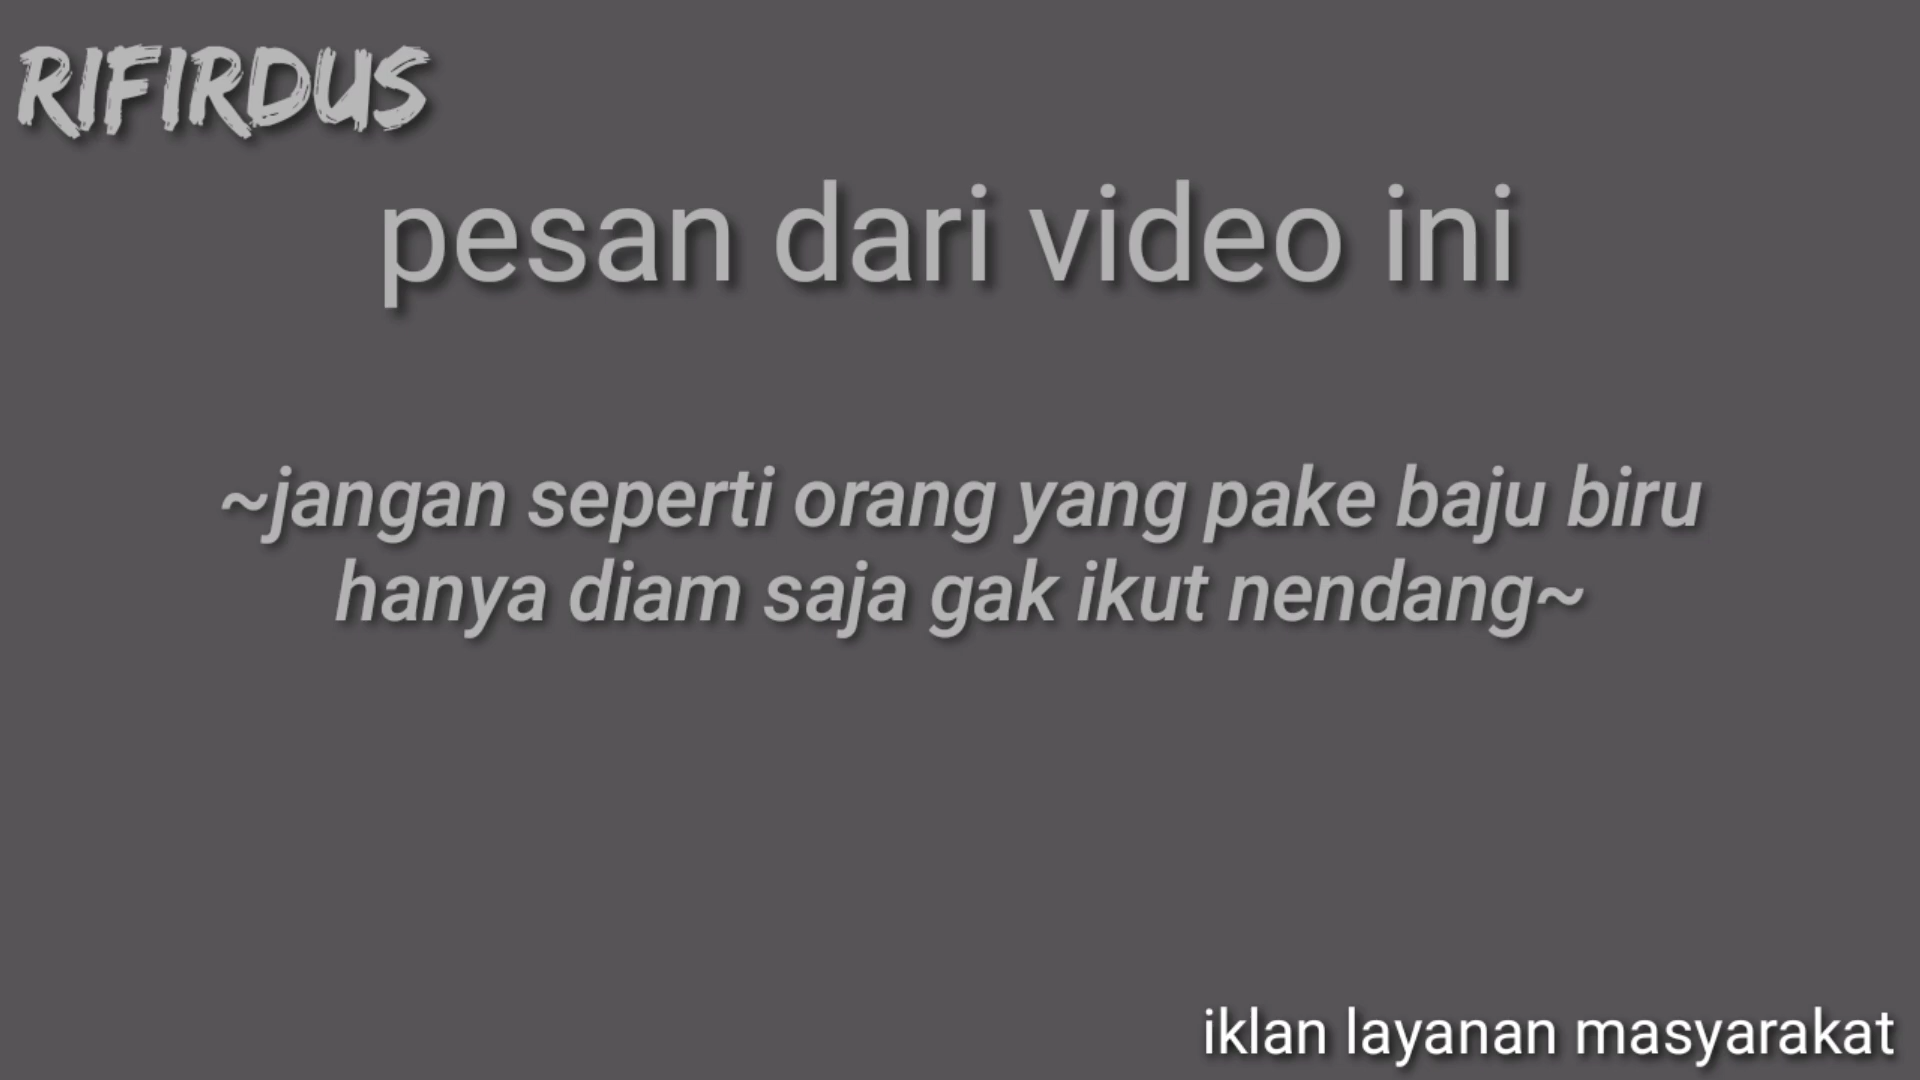 RIFIRDUS
pesan dari video ini
~jangan seperti orang yang pake baju biru
hanya diam saja gak ikut nendang~
iklan layanan masyarakat